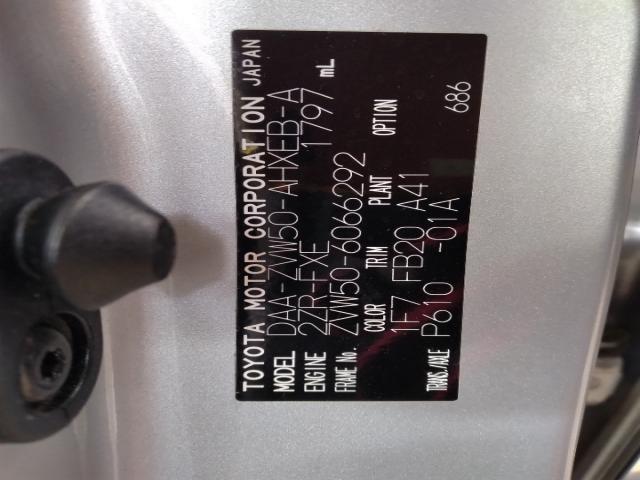 TOYOTA MOTOR CORPORATION JAPAN
MODEL DAA-ZVW50-AHXEB-A
ENGINE 2ZR-FXE 1797 mL
FRAME No. ZVW50-6066292
COLOR TRIM PLANT OPTION
1F7 FB20 A41
TRANS./AXLE P610 -01A 686